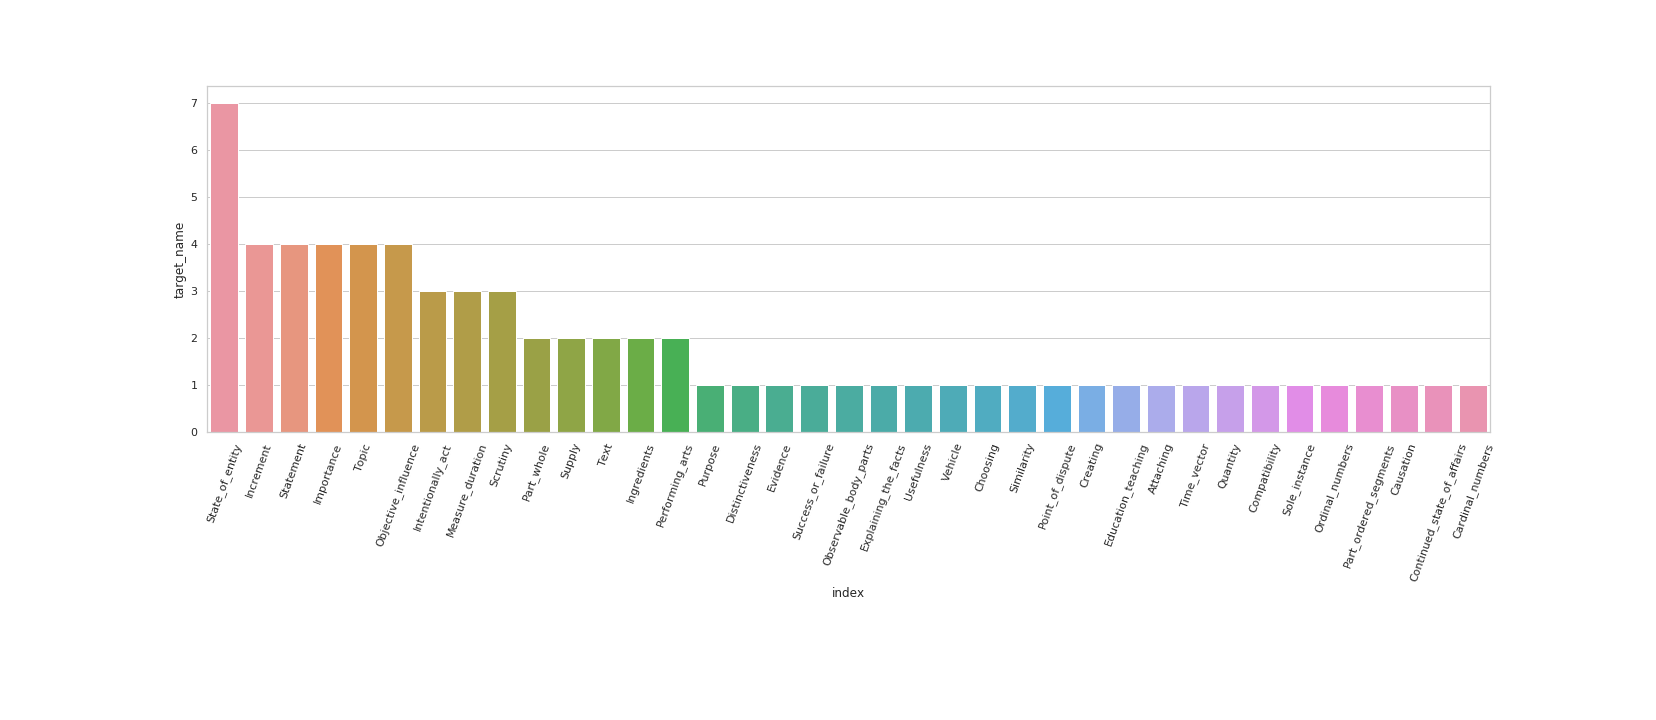 7
6
5
4
3
2
1
0
target_name
State_of_entity
Increment
Statement
Importance
Topic
Objective_influence
Intentionally_act
Measure_duration
Scrutiny
Part_whole
Supply
Text
Ingredients
Performing_arts
Purpose
Distinctiveness
Evidence
Success_or_failure
Observable_body_parts
Explaining_the_facts
Usefulness
Vehicle
Choosing
Similarity
Point_of_dispute
Creating
Education_teaching
Attaching
Time_vector
Quantity
Compatibility
Sole_instance
Ordinal_numbers
Part_ordered_segments
Causation
Continued_state_of_affairs
Cardinal_numbers
index